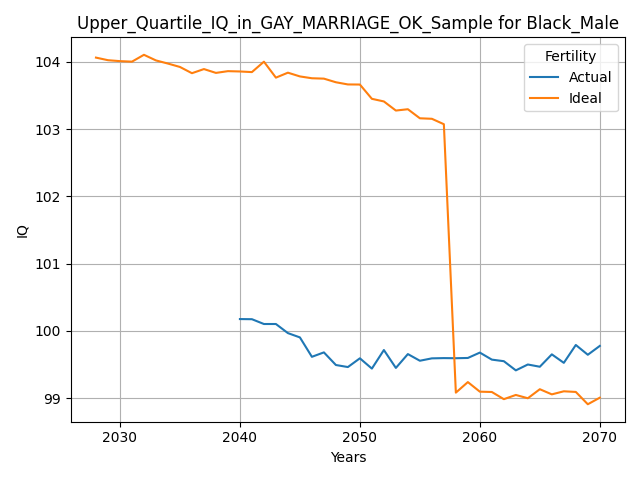 Upper_Quartile_IQ_in_GAY_MARRIAGE_OK_Sample for Black_Male
Fertility
Actual
Ideal
104
103
102
101
100
99
IQ
2030
2040
2050
2060
2070
Years